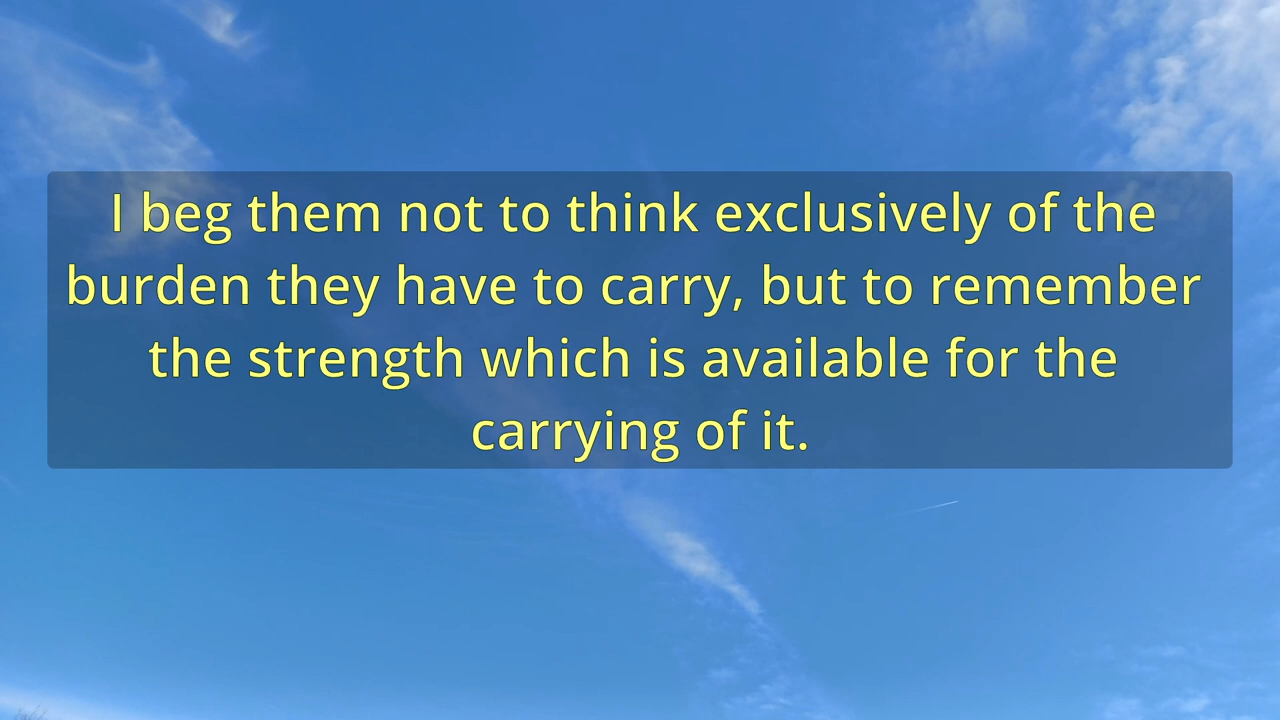 I beg them not to think exclusively of the
burden they have to carry, but to remember
the strength which is available for the
carrying of it.